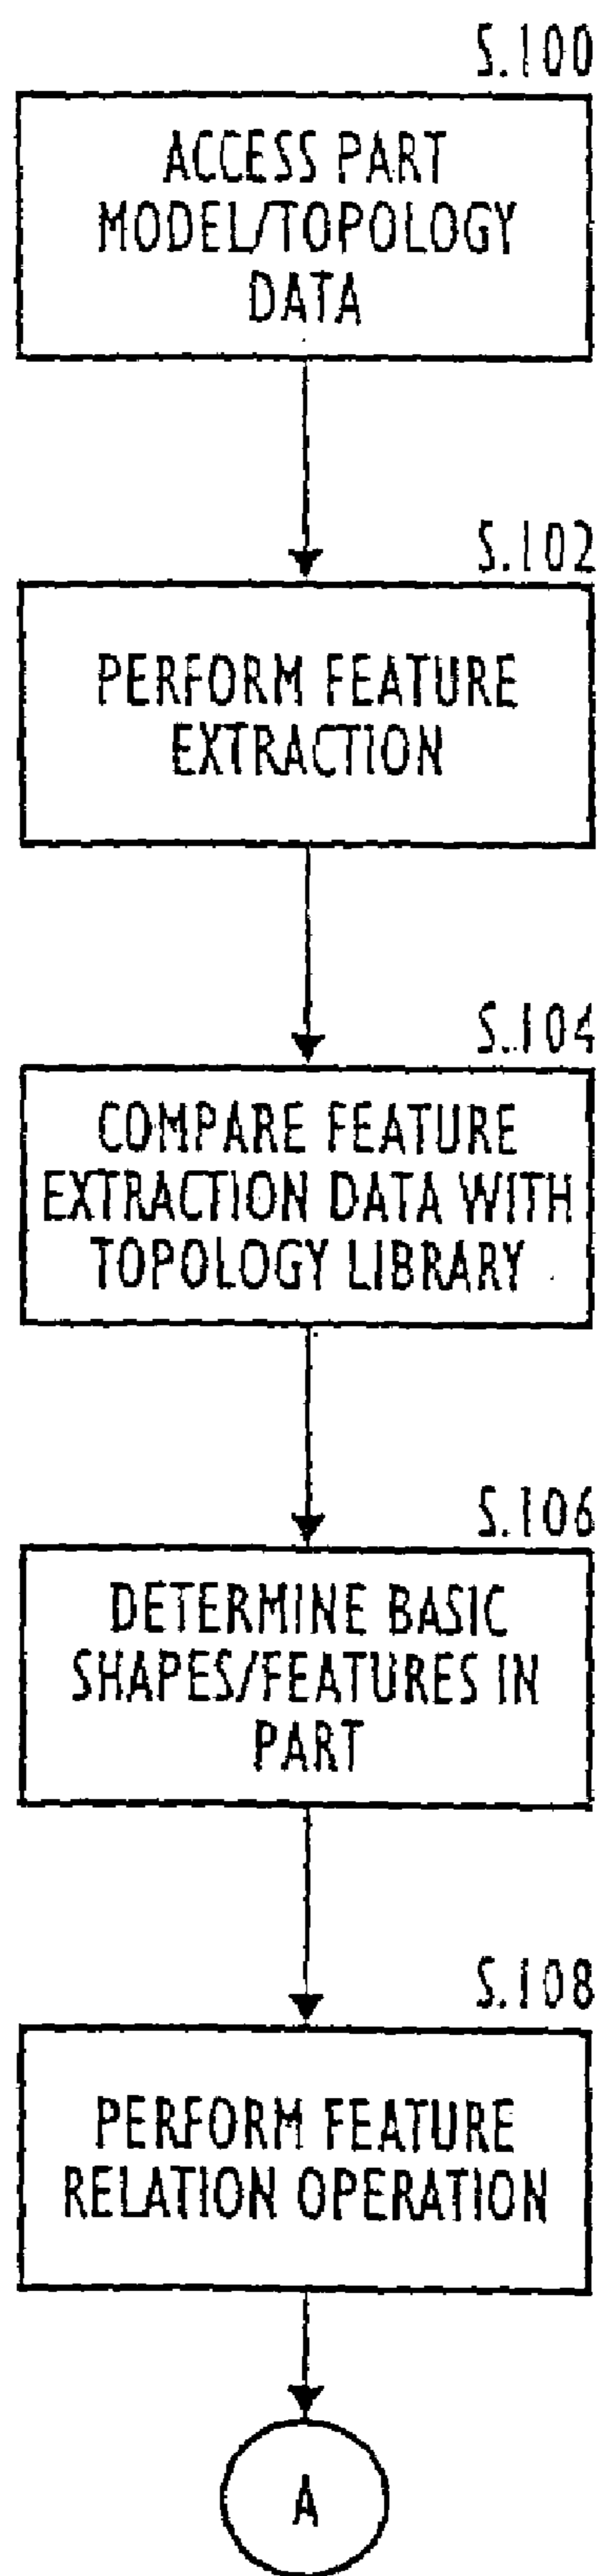 S.100
ACCESS PART
MODEL/TOPOLOGY
DATA
S.102
PERFORM FEATURE
EXTRACTION
S.104
COMPARE FEATURE
EXTRACTION DATA WITH
TOPOLOGY LIBRARY
S.106
DETERMINE BASIC
SHAPES/FEATURES IN
PART
S.108
PERFORM FEATURE
RELATION OPERATION
A